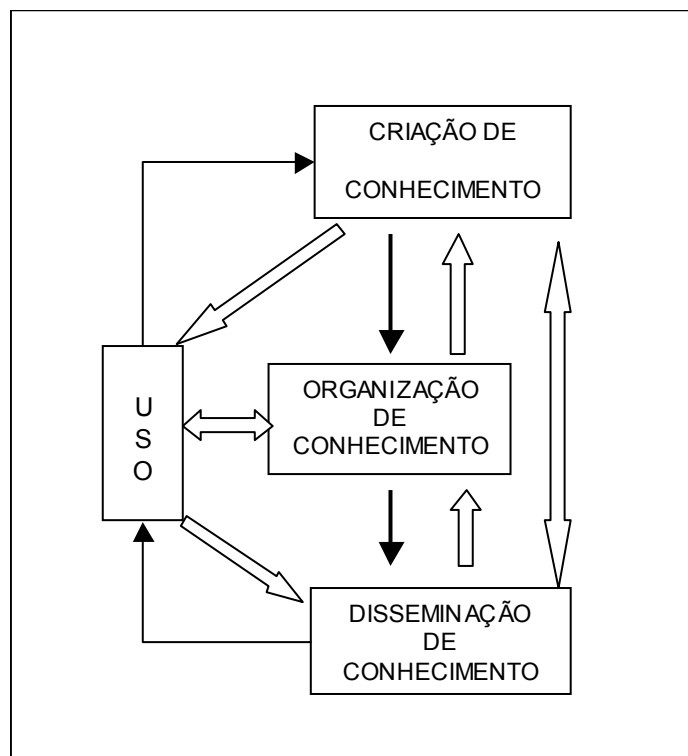 CRIAÇÃO DE
CONHECIMENTO
ORGANIZAÇÃO
DE
CONHECIMENTO
U
S
O
DISSEMINAÇÃO
DE
CONHECIMENTO